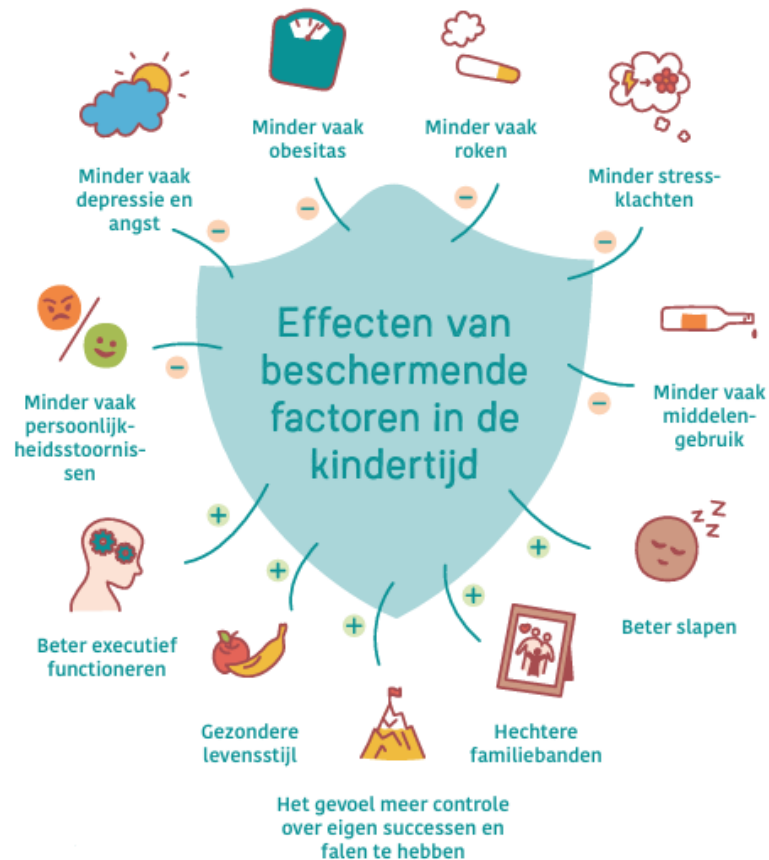 Minder vaak
obesitas
Minder vaak
roken
Minder vaak
depressie en
angst
Minder stress-
klachten
Effecten van
beschermende
factoren in de
kindertijd
Minder vaak
persoonlijk-
heidsstoornis-
sen
Minder vaak
middelen-
gebruik
Beter executief
functioneren
Beter slapen
Gezondere
levensstijl
Hechtere
familiebanden
Het gevoel meer controle
over eigen successen en
falen te hebben